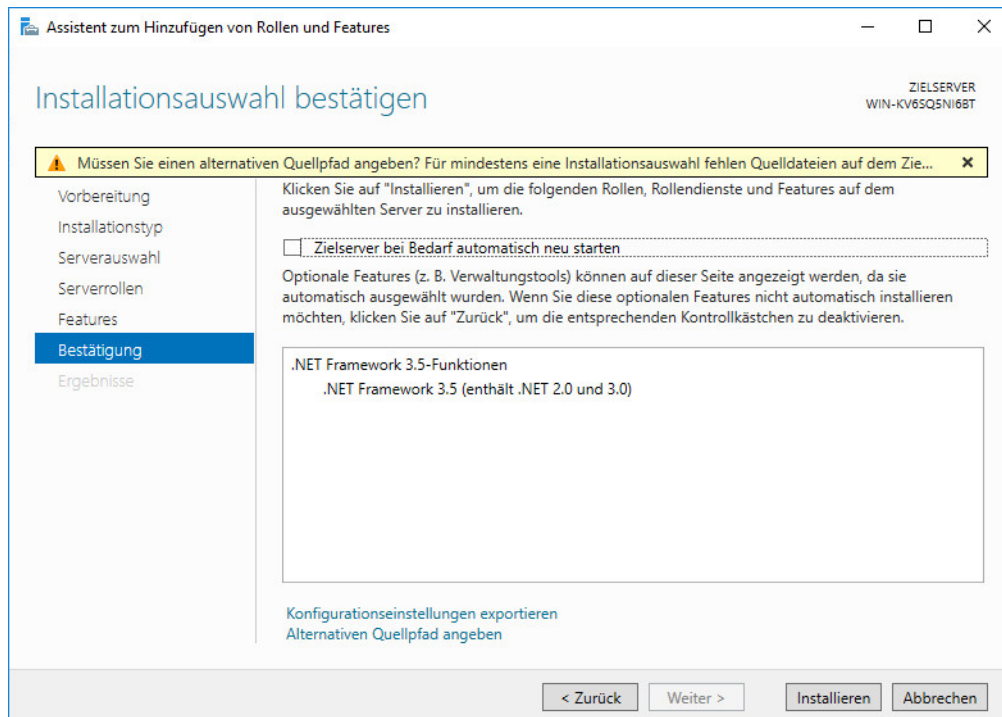 Assistent zum Hinzufügen von Rollen und Features
Installationsauswahl bestätigen
ZIELSERVER
WIN-KV6SQ5NI6BT
Müssen Sie einen alternativen Quellpfad angeben? Für mindestens eine Installationsauswahl fehlen Quelldateien auf dem Zie...
Vorbereitung
Installationstyp
Serverauswahl
Serverrollen
Features
Bestätigung
Ergebnisse
Klicken Sie auf "Installieren", um die folgenden Rollen, Rollendienste und Features auf dem
ausgewählten Server zu installieren.
Zielserver bei Bedarf automatisch neu starten
Optionale Features (z. B. Verwaltungstools) können auf dieser Seite angezeigt werden, da sie
automatisch ausgewählt wurden. Wenn Sie diese optionalen Features nicht automatisch installieren
möchten, klicken Sie auf "Zurück", um die entsprechenden Kontrollkästchen zu deaktivieren.
.NET Framework 3.5-Funktionen
.NET Framework 3.5 (enthält .NET 2.0 und 3.0)
Konfigurationseinstellungen exportieren
Alternativen Quellpfad angeben
< Zurück
Weiter >
Installieren
Abbrechen